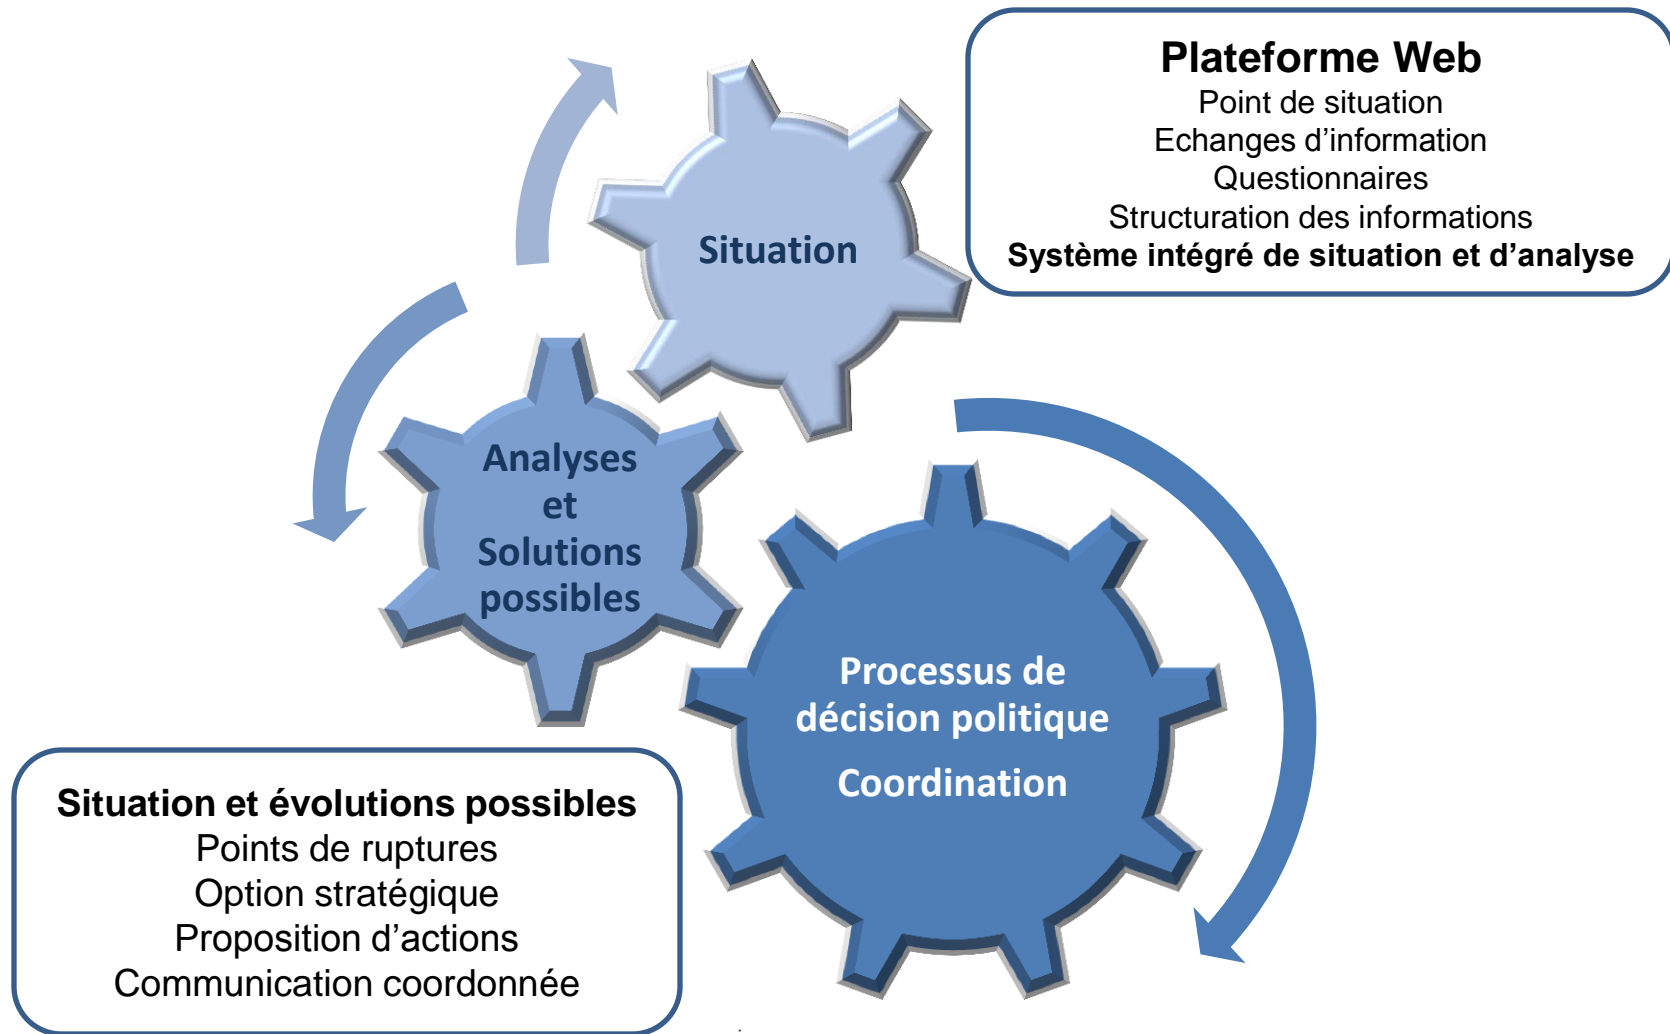 Plateforme Web
Point de situation
Echanges d’information
Questionnaires
Structuration des informations
Système intégré de situation et d’analyse
Situation
Analyses
et
Solutions
possibles
Processus de
décision politique
Coordination
Situation et évolutions possibles
Points de ruptures
Option stratégique
Proposition d’actions
Communication coordonnée